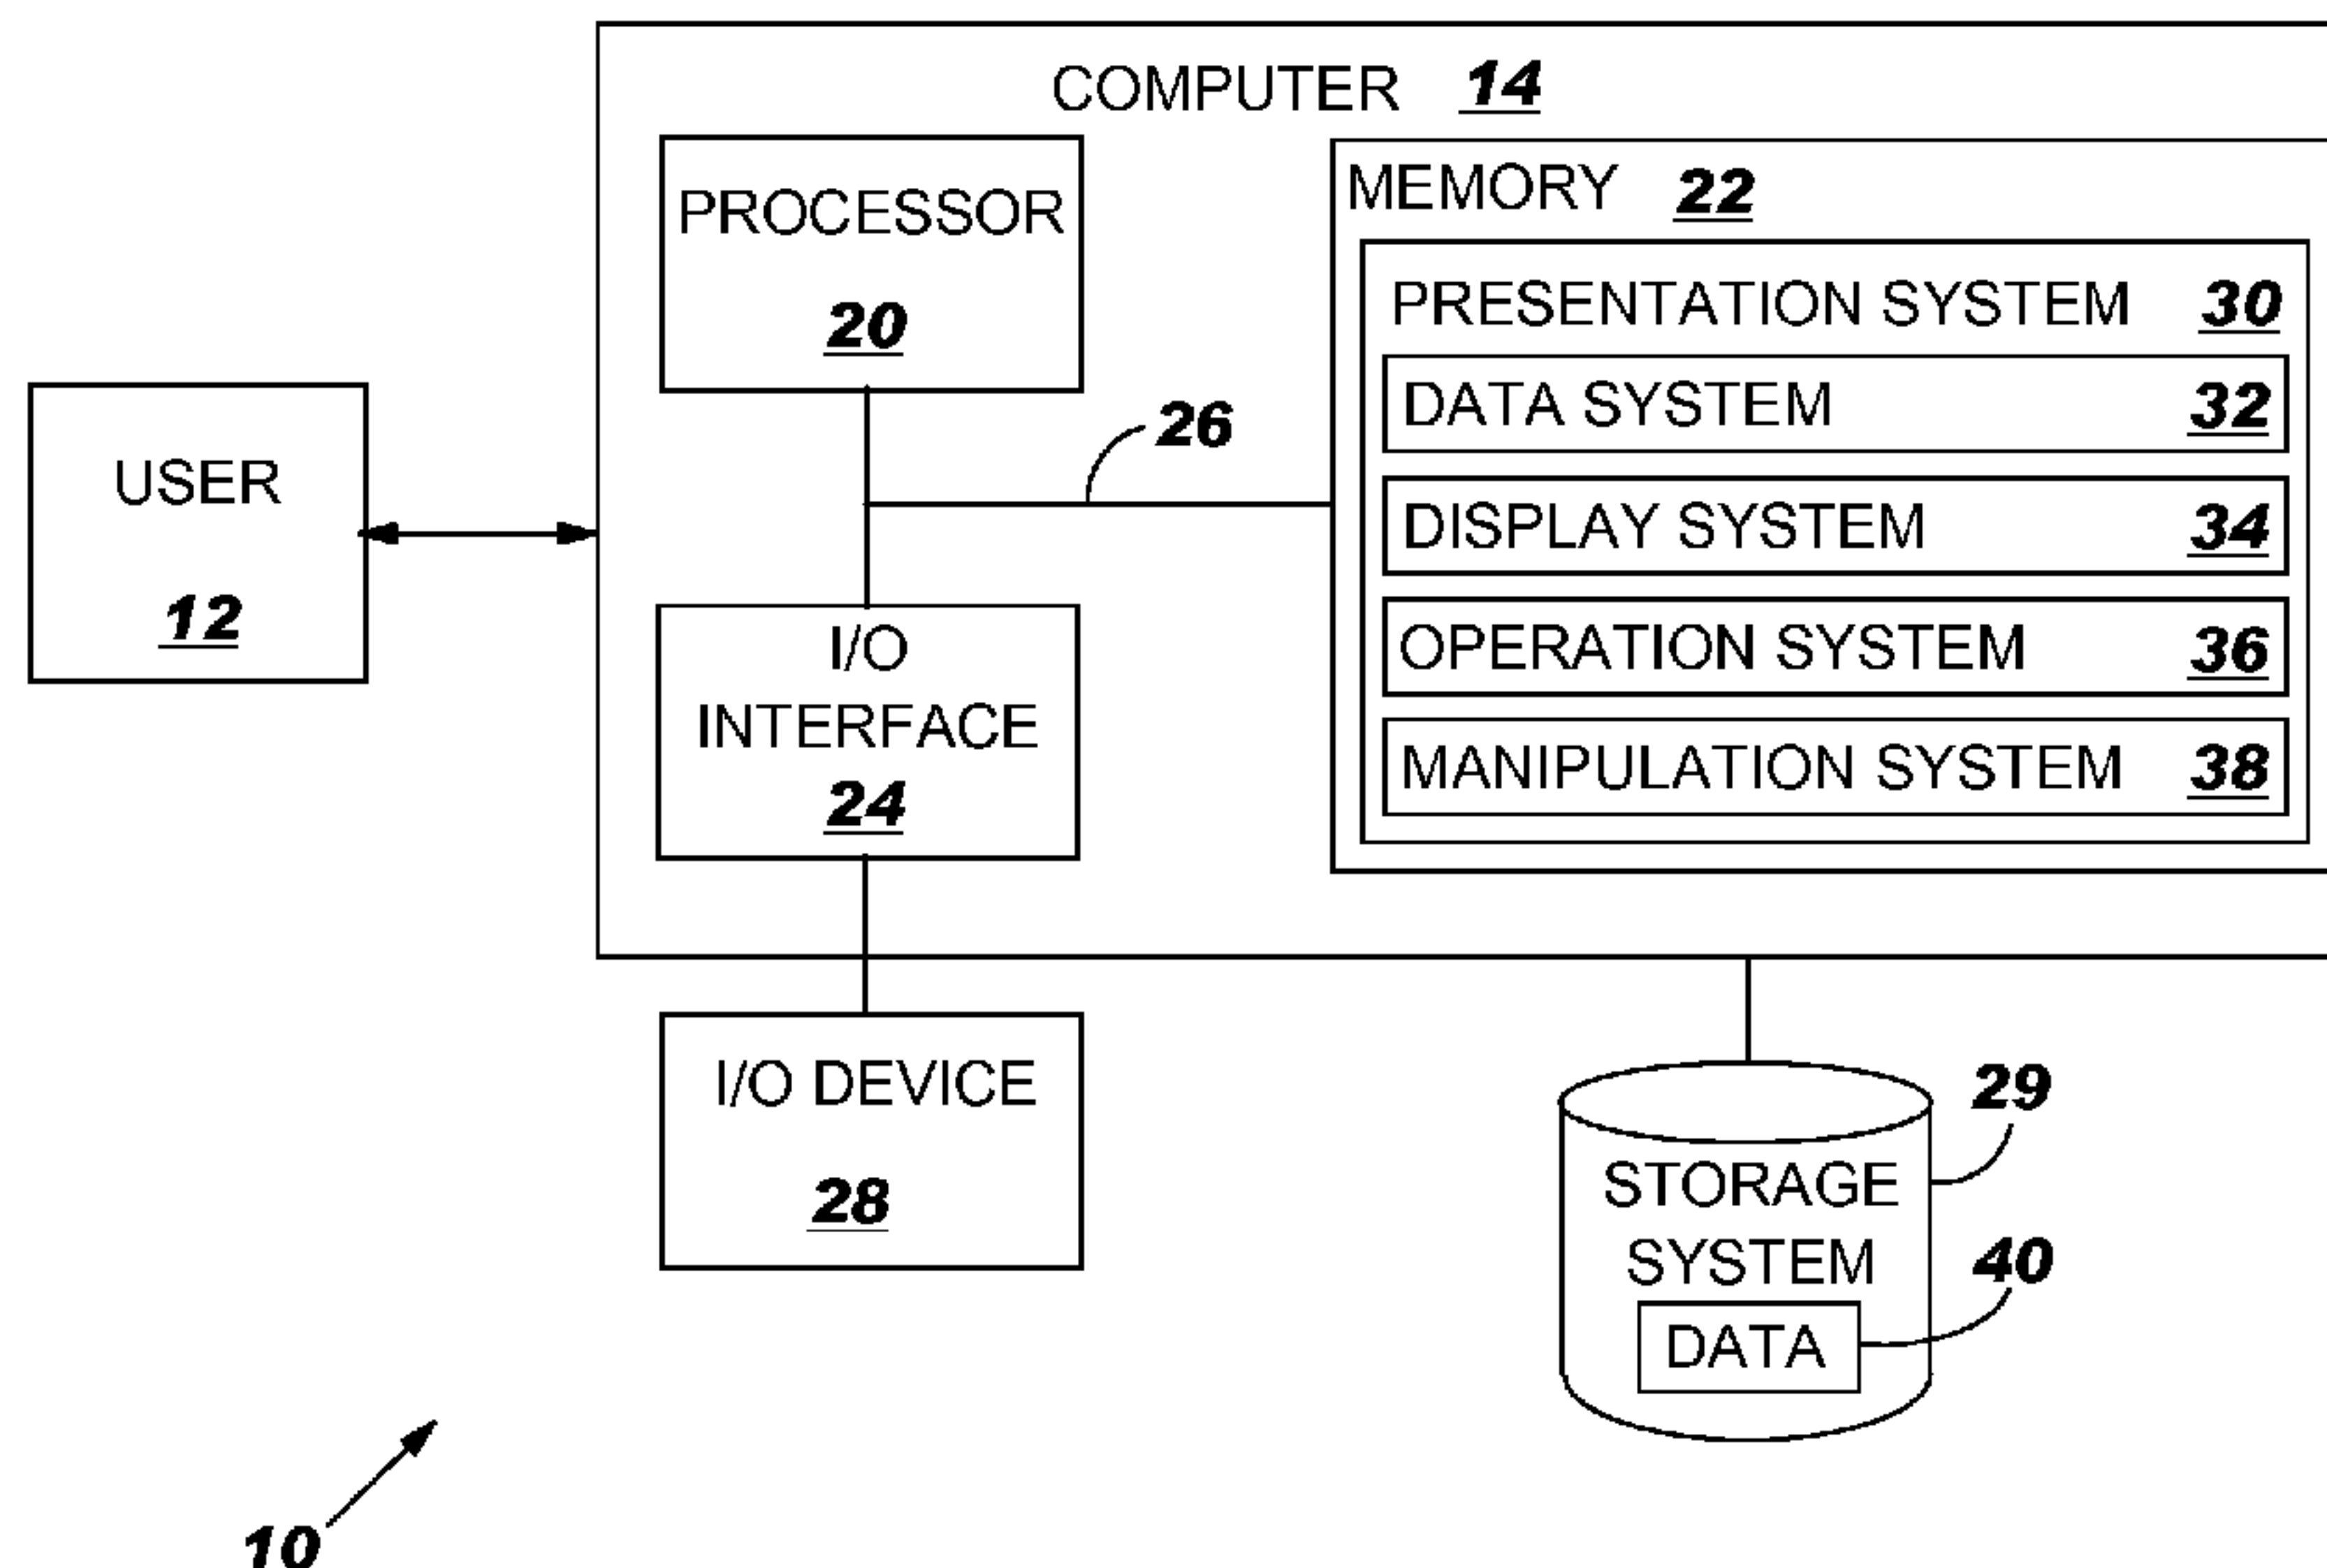 COMPUTER 14
PROCESSOR
20
MEMORY 22
PRESENTATION SYSTEM 30
DATA SYSTEM 32
DISPLAY SYSTEM 34
OPERATION SYSTEM 36
MANIPULATION SYSTEM 38
26
USER
12
I/O
INTERFACE
24
I/O DEVICE
28
29
STORAGE
SYSTEM
40
DATA
10